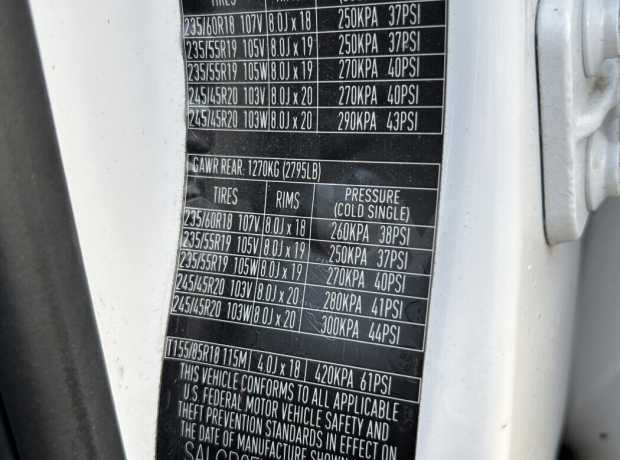 TIRES
235/60R18 107V 8.0J x 18 250KPA 37PSI
235/55R19 105V 8.0J x 19 250KPA 37PSI
235/55R19 105W 8.0J x 19 270KPA 40PSI
245/45R20 103V 8.0J x 20 270KPA 40PSI
245/45R20 103W 8.0J x 20 290KPA 43PSI
GAWR REAR: 1270KG (2795LB)
TIRES RIMS PRESSURE (COLD SINGLE)
235/60R18 107V 8.0J x 18 260KPA 38PSI
235/55R19 105V 8.0J x 19 250KPA 37PSI
235/55R19 105W 8.0J x 19 270KPA 40PSI
245/45R20 103V 8.0J x 20 280KPA 41PSI
245/45R20 103W 8.0J x 20 300KPA 44PSI
T155/85R18 115M 4.0J x 18 420KPA 61PSI
THIS VEHICLE CONFORMS TO ALL APPLICABLE
U.S. FEDERAL MOTOR VEHICLE SAFETY AND
THEFT PREVENTION STANDARDS IN EFFECT ON
THE DATE OF MANUFACTURE SHOWN